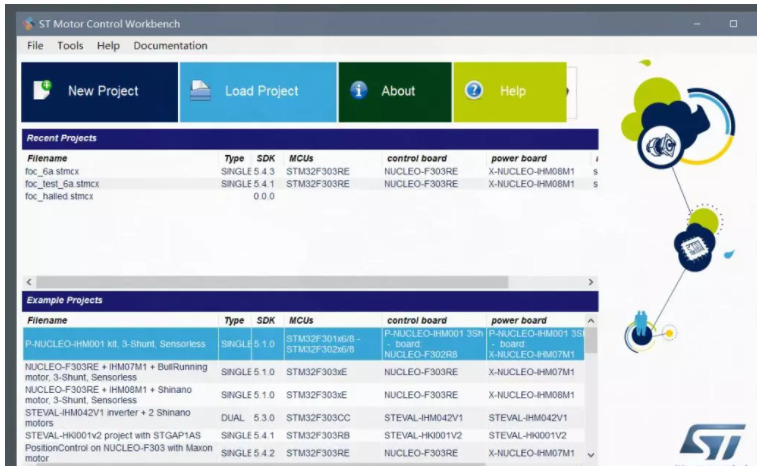 ST Motor Control Workbench
File Tools Help Documentation
New Project Load Project About Help
Recent Projects
Filename Type SDK MCUs control board power board
foc_6a.stmcx SINGLE 5.4.3 STM32F303RE NUCLEO-F303RE X-NUCLEO-IHM08M1 s
foc_test_6a.stmcx SINGLE 5.4.1 STM32F303RE NUCLEO-F303RE X-NUCLEO-IHM08M1 s
foc_halled.stmcx 0.0.0
Example Projects
Filename Type SDK MCUs control board power board
P-NUCLEO-IHM001 kit, 3-Shunt, Sensorless SINGLE 5.1.0 STM32F301x6/8 - STM32F302x6/8 P-NUCLEO-IHM001 3Sh - board: NUCLEO-F302R8 P-NUCLEO-IHM001 3Sh - board: X-NUCLEO-IHM07M1
NUCLEO-F303RE + IHM07M1 + BullRunning motor, 3-Shunt, Sensorless SINGLE 5.1.0 STM32F303xE NUCLEO-F303RE X-NUCLEO-IHM07M1
NUCLEO-F303RE + IHM08M1 + Shinano motor, 3-Shunt, Sensorless SINGLE 5.1.0 STM32F303xE NUCLEO-F303RE X-NUCLEO-IHM08M1
STEVAL-IHM042V1 inverter + 2 Shinano motors DUAL 5.3.0 STM32F303CC STEVAL-IHM042V1 STEVAL-IHM042V1
STEVAL-HKI001v2 project with STGAP1AS SINGLE 5.4.1 STM32F303RB STEVAL-HKI001V2 STEVAL-HKI001V2
PositionControl on NUCLEO-F303 with Maxon motor SINGLE 5.4.2 STM32F303RE NUCLEO-F303RE X-NUCLEO-IHM07M1
ST